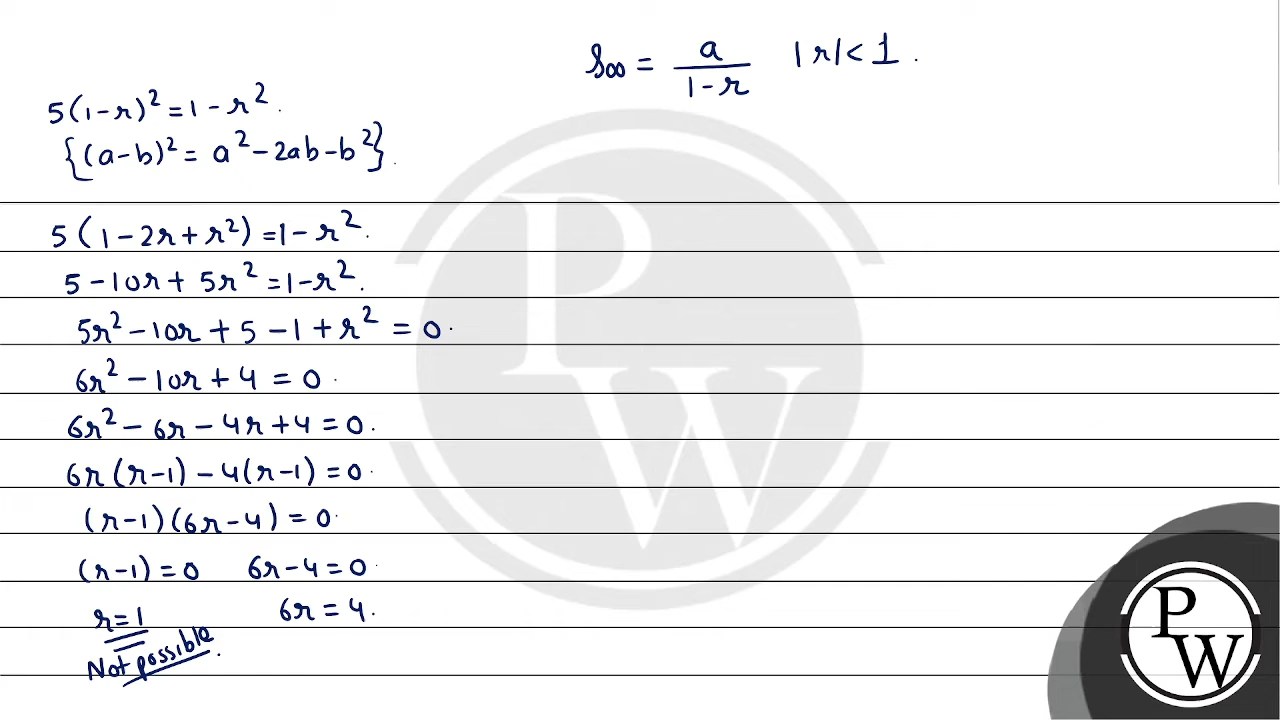 S∞ = a/(1-r) |r| < 1.
5(1-r)² = 1-r².
{(a-b)² = a²-2ab-b²}.
5(1-2r+r²) = 1-r².
5-10r+5r² = 1-r².
5r²-10r+5-1+r² = 0.
6r²-10r+4 = 0.
6r²-6r-4r+4 = 0.
6r(r-1)-4(r-1) = 0.
(r-1)(6r-4) = 0.
(r-1) = 0 6r-4 = 0.
r = 1 6r = 4.
Not possible.
PW
PW